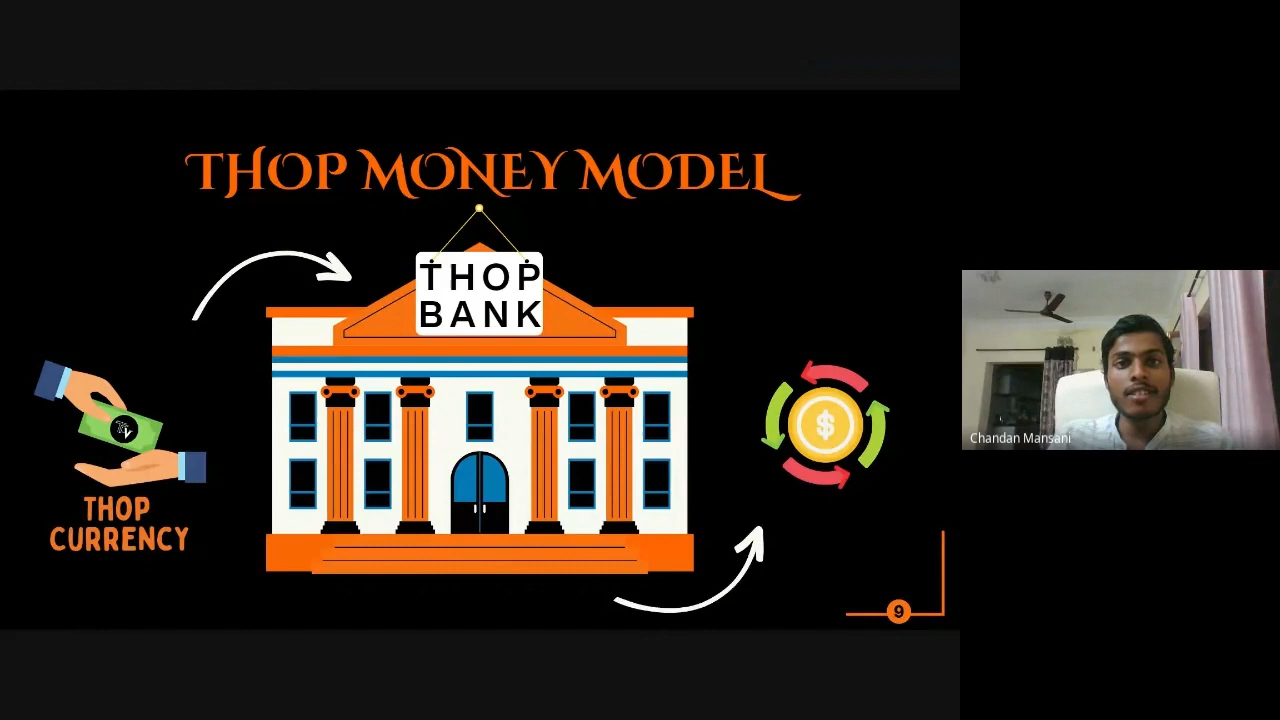 THOP MONEY MODEL
THOP
BANK
THOP
CURRENCY
$
9
Chandan Mansani